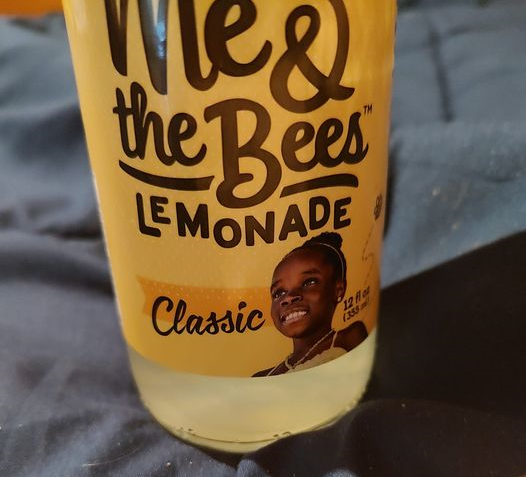 Me &
the Bees™
LEMONADE
Classic
12 fl oz
(355 ml)